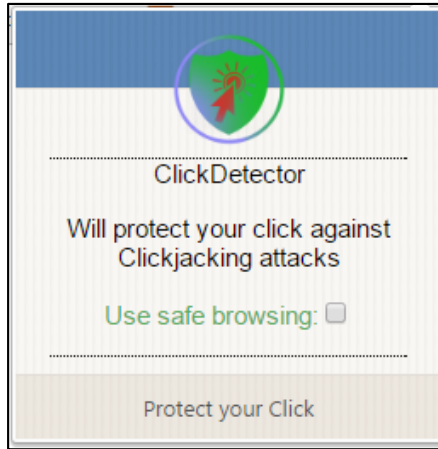 ClickDetector
Will protect your click against
Clickjacking attacks
Use safe browsing:
Protect your Click